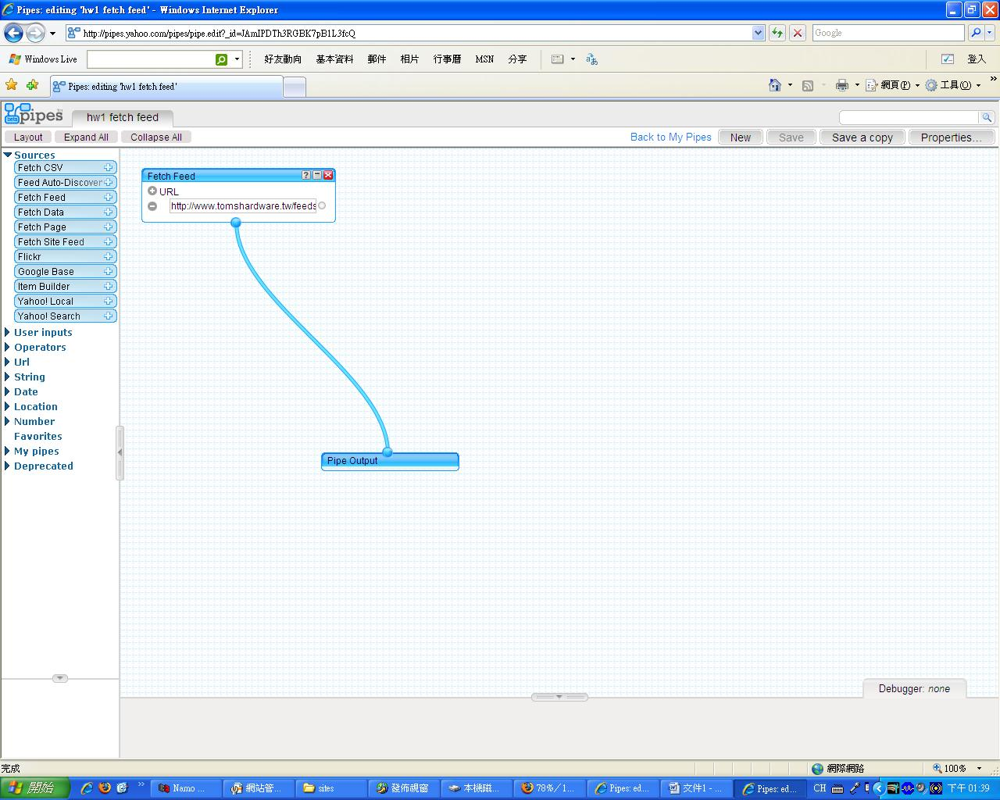 Pipes: editing 'hw1 fetch feed' - Windows Internet Explorer
http://pipes.yahoo.com/pipes/pipe.edit?_id=JAmIPDTh3RGBK7pB1L3fcQ
Google
Windows Live 好友動向 基本資料 郵件 相片 行事曆 MSN 分享 登入
Pipes: editing 'hw1 fetch feed' 網頁(P) 工具(O) »
beta pipes hw1 fetch feed
Layout Expand All Collapse All Back to My Pipes New Save Save a copy Properties...
Sources
Fetch CSV
Feed Auto-Discover
Fetch Feed
Fetch Data
Fetch Page
Fetch Site Feed
Flickr
Google Base
Item Builder
Yahoo! Local
Yahoo! Search
User inputs
Operators
Url
String
Date
Location
Number
Favorites
My pipes
Deprecated
Fetch Feed ?
URL
http://www.tomshardware.tw/feeds
Pipe Output
Debugger: none
完成 網際網路 100%
開始 » Namo ... 網站管... sites 發佈視窗 本機磁... 78%／1... Pipes: ed... 文件1 - ... Pipes: ed... CH 下午 01:39